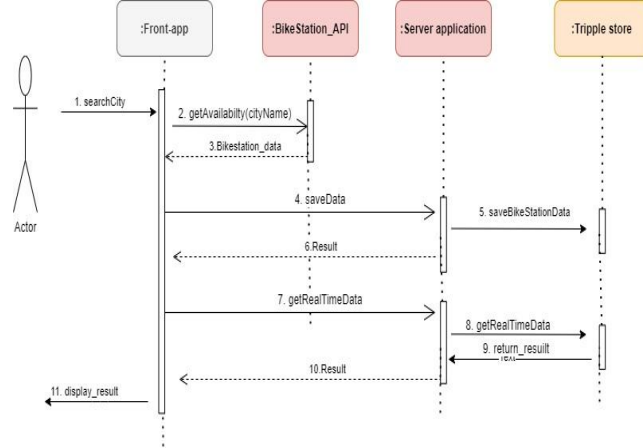 :Front-app
:BikeStation_API
:Server application
:Tripple store
1. searchCity
2. getAvailabilty(cityName)
3.Bikestation_data
4. saveData
5. saveBikeStationData
6.Result
7. getRealTimeData
8. getRealTimeData
9. return_resuilt
10.Result
11. display_result
Actor